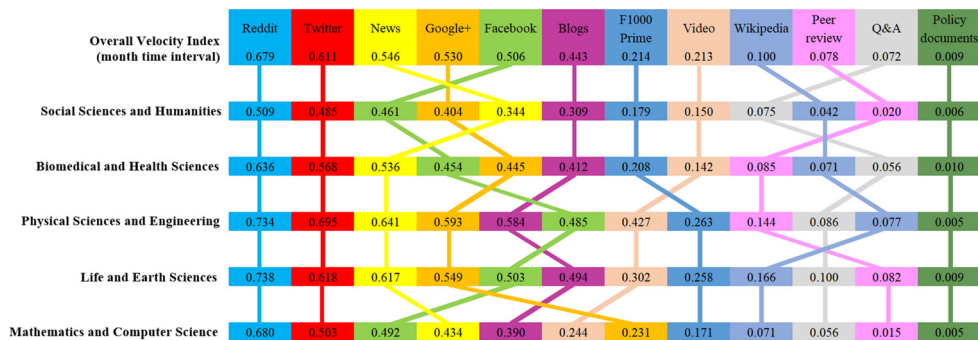 Reddit Twitter News Google+ Facebook Blogs F1000 Prime Video Wikipedia Peer review Q&A Policy documents
Overall Velocity Index
(month time interval) 0.679 0.611 0.546 0.530 0.506 0.443 0.214 0.213 0.100 0.078 0.072 0.009
Social Sciences and Humanities 0.509 0.485 0.461 0.404 0.344 0.309 0.179 0.150 0.075 0.042 0.020 0.006
Biomedical and Health Sciences 0.636 0.568 0.536 0.454 0.445 0.412 0.208 0.142 0.085 0.071 0.056 0.010
Physical Sciences and Engineering 0.734 0.695 0.641 0.593 0.584 0.485 0.427 0.263 0.144 0.086 0.077 0.005
Life and Earth Sciences 0.738 0.618 0.617 0.549 0.503 0.494 0.302 0.258 0.166 0.100 0.082 0.009
Mathematics and Computer Science 0.680 0.503 0.492 0.434 0.390 0.244 0.231 0.171 0.071 0.056 0.015 0.005